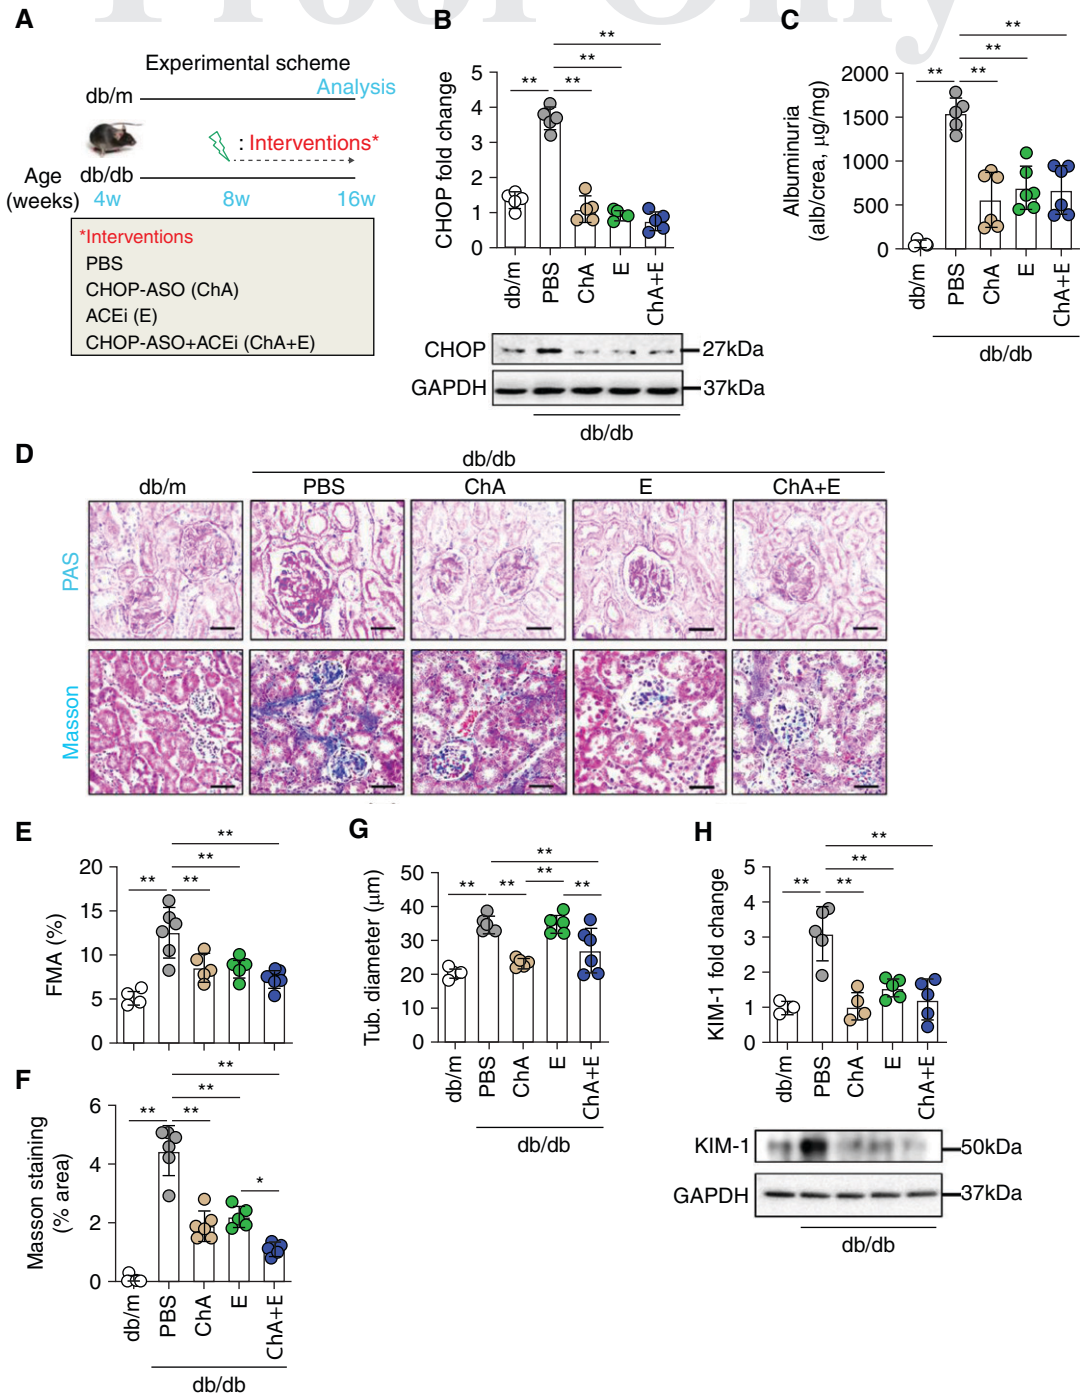 Proof Only
A
Experimental scheme
Analysis
db/m
: Interventions*
db/db
Age
(weeks)
4w
8w
16w
*Interventions
PBS
CHOP-ASO (ChA)
ACEi (E)
CHOP-ASO+ACEi (ChA+E)
B
**
**
**
**
CHOP fold change
5
4
3
2
1
0
db/m
PBS
ChA
E
ChA+E
CHOP
27kDa
GAPDH
37kDa
db/db
C
**
**
**
**
Albuminuria
(alb/crea, µg/mg)
2000
1500
1000
500
0
db/m
PBS
ChA
E
ChA+E
db/db
D
db/db
db/m
PBS
ChA
E
ChA+E
PAS
Masson
E
**
**
**
**
FMA (%)
20
15
10
5
0
F
**
**
**
**
*
Masson staining
(% area)
6
4
2
0
db/m
PBS
ChA
E
ChA+E
db/db
G
**
**
**
**
**
Tub. diameter (µm)
50
40
30
20
10
0
db/m
PBS
ChA
E
ChA+E
db/db
H
**
**
**
**
KIM-1 fold change
5
4
3
2
1
0
db/m
PBS
ChA
E
ChA+E
KIM-1
50kDa
GAPDH
37kDa
db/db